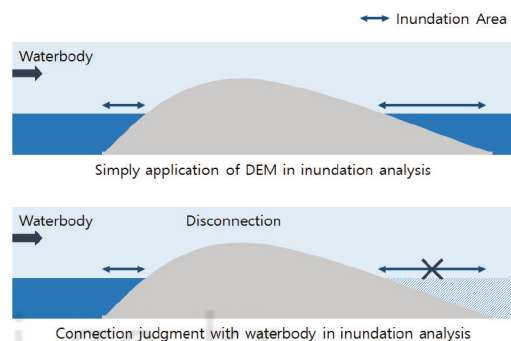 Inundation Area
Waterbody
Simply application of DEM in inundation analysis
Waterbody Disconnection
Connection judgment with waterbody in inundation analysis